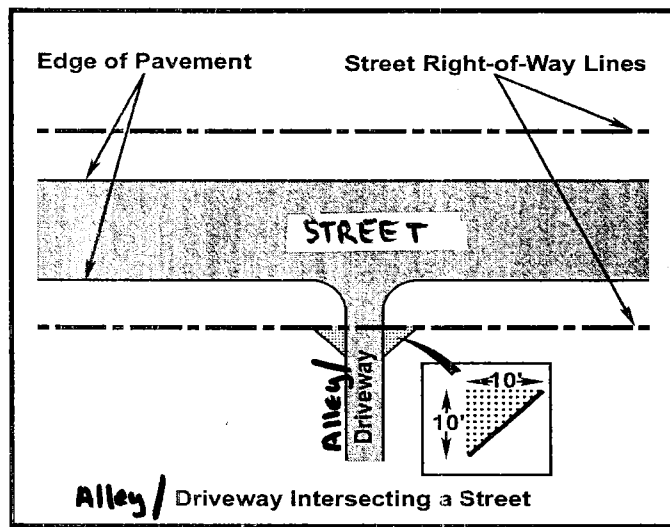 Edge of Pavement
Street Right-of-Way Lines
STREET
Alley/
Driveway
10'
10'
Alley/ Driveway Intersecting a Street